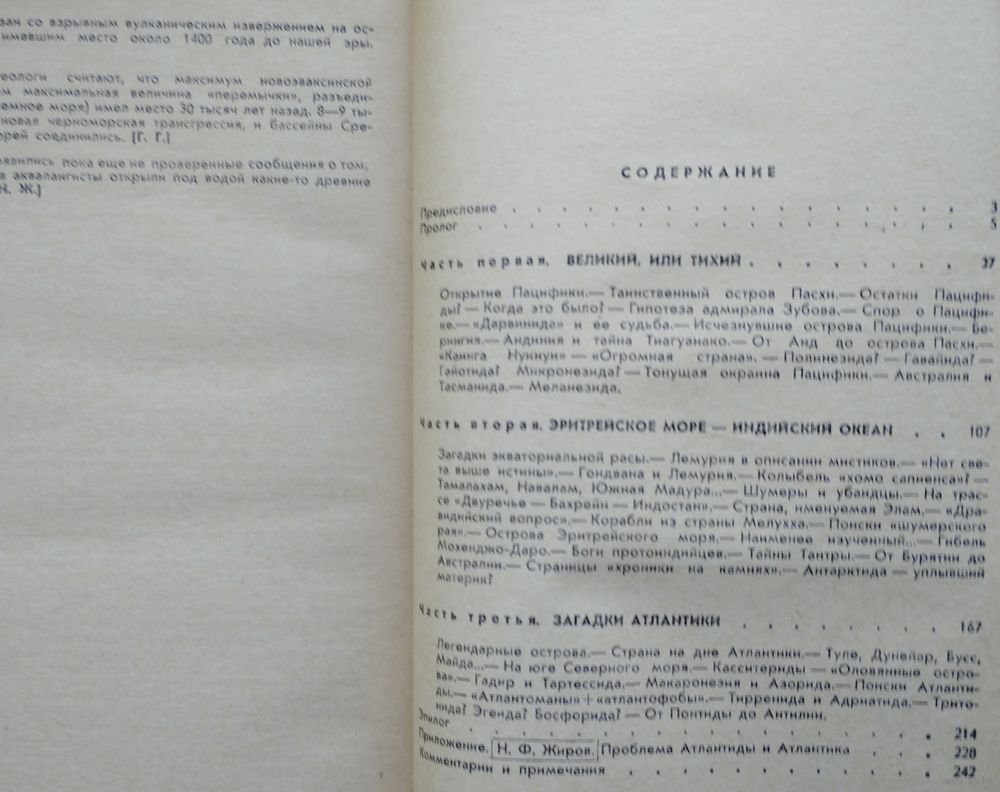 зан со взрывным вулканическим извержением на ос-
имевшим место около 1400 года до нашей эры.
еологи считают, что максимум новоэвксинской
ем максимальная величина «перемычки», разъеди-
земное моря) имел место 30 тысяч лет назад. 8—9 ты-
новая черноморская трансгрессия, и бассейны Сре-
орей соединились. [Г. Г.]
оявились пока еще не проверенные сообщения о том,
а аквалангисты открыли под водой какие-то древние
Н. Ж.]
СОДЕРЖАНИЕ
Предисловие . . . . . . . . . . . . . 3
Пролог . . . . . . . . . . . . . . 5
Часть первая. ВЕЛИКИЙ, ИЛИ ТИХИЙ . . . . . . . 27
Открытие Пацифики.— Таинственный остров Пасхи.— Остатки Пацифи-
ды? — Когда это было? — Гипотеза адмирала Зубова.— Спор о Пацифи-
ке.— «Дарвинида» и ее судьба.— Исчезнувшие острова Пацифики.— Бе-
рингия.— Андиния и тайна Тиагуанако.— От Анд до острова Пасхи.—
«Каинга Нуинуи» — «Огромная страна».— Полинезида? — Гавайида? —
Гайотида? Микронезида? — Тонущая окраина Пацифики.— Австралия и
Тасманида.— Меланезида.
Часть вторая. ЭРИТРЕЙСКОЕ МОРЕ — ИНДИЙСКИЙ ОКЕАН . . 107
Загадки экваториальной расы.— Лемурия в описании мистиков.— «Нет све-
та выше истины».— Гондвана и Лемурия.— Колыбель «хомо сапиенса»? —
Тамалахам, Навалам, Южная Мадура...— Шумеры и убаидцы.— На трас-
се «Двуречье — Бахрейн — Индостан».— Страна, именуемая Элам.— «Дра-
видийский вопрос».— Корабли из страны Мелухха.— Поиски «шумерского
рая».— Острова Эритрейского моря.— Наименее изученный...— Гибель
Мохенджо-Даро.— Боги протоиндийцев.— Тайны Тантры.— От Бурятии до
Австралии.— Страницы «хроники на камнях».— Антарктида — уплывший
материк?
Часть третья. ЗАГАДКИ АТЛАНТИКИ . . . . . . . . 167
Легендарные острова.— Страна на дне Атлантики.— Туле, Дунейар, Бусс,
Майда...— На юге Северного моря.— Касситериды — «Оловянные остро-
ва».— Гадир и Тартессида.— Макаронезия и Азорида.— Поиски Атланти-
ды.— «Атлантоманы» + «атлантофобы».— Тирренида и Адриатида.— Трито-
нида? Эгеида? Босфорида? — От Понтиды до Антилии.
Эпилог . . . . . . . . . . . . . . 214
Приложение. Н. Ф. Жиров. Проблема Атлантиды и Атлантика . . . 228
Комментарии и примечания . . . . . . . . . 242